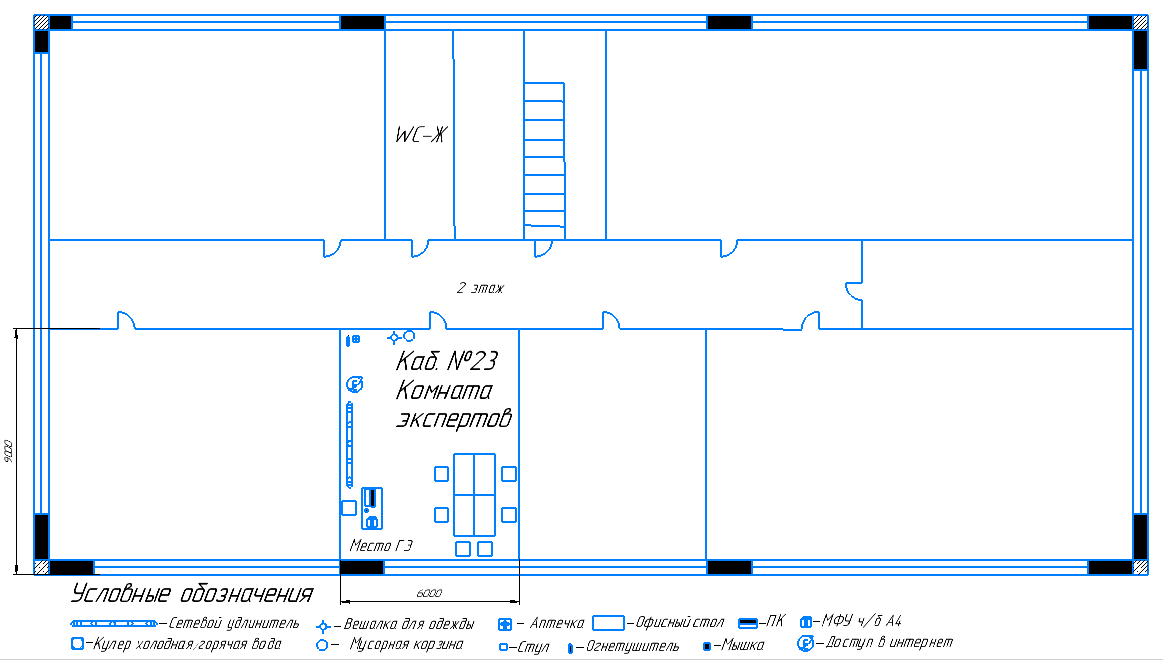 WC-Ж
2 этаж
Каб. №23
Комната
экспертов
9000
Место ГЭ
6000
Условные обозначения
-Сетевой удлинитель
-Вешалка для одежды
- Аптечка
-Офисный стол
-ПК
-МФУ ч/б А4
-Кулер холодная/горячая вода
- Мусорная корзина
-Стул
-Огнетушитель
-Мышка
-Доступ в интернет